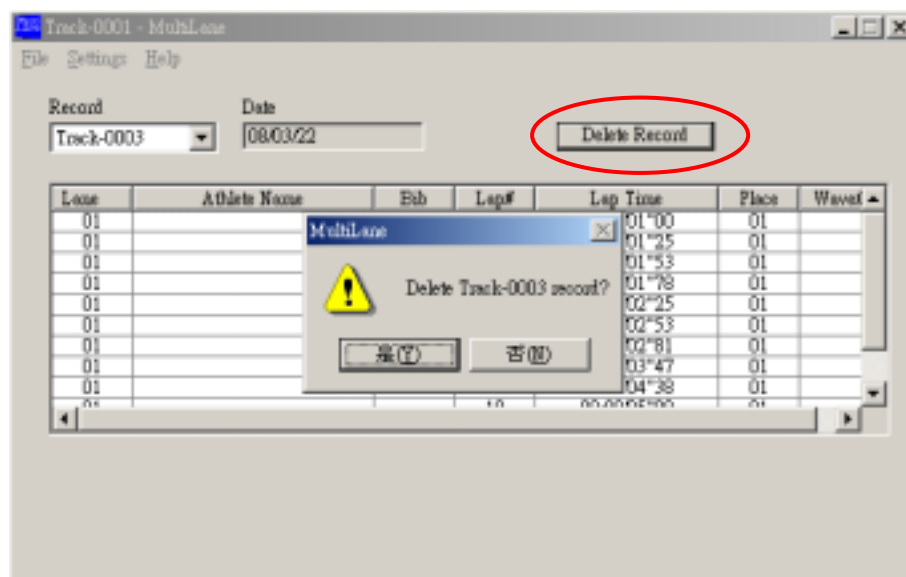 Track-0001 - MultiLane
File Settings Help
Record Date
Track-0003 08/03/22 Delete Record
Lane Athlete Name Bib Lap# Lap Time Place
01 01"00 01
01 01"25 01
01 01"53 01
01 01"78 01
01 02"25 01
01 02"53 01
01 02"81 01
01 03"47 01
01 04"38 01
MultiLane
Delete Track-0003 record?
是(Y) 否(N)